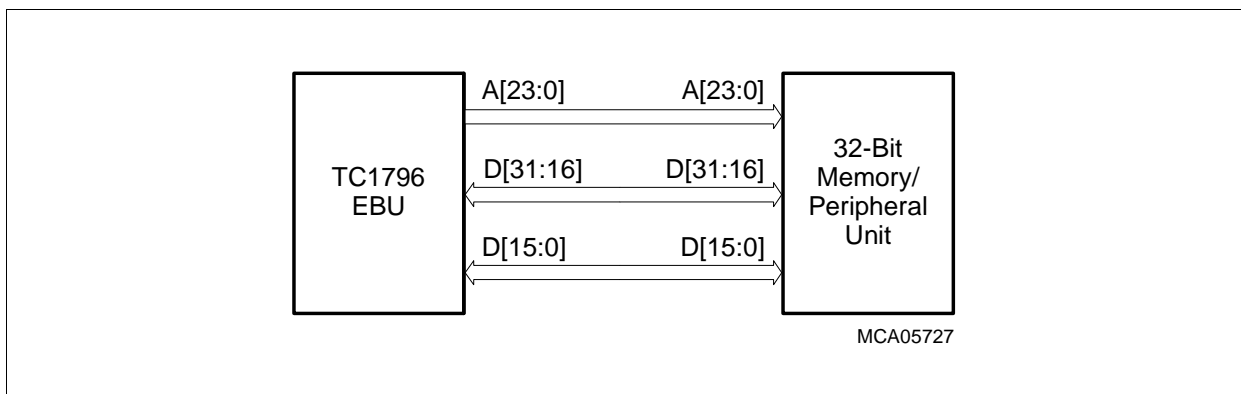 A[23:0] A[23:0]
TC1796
EBU
D[31:16] D[31:16]
D[15:0] D[15:0]
32-Bit
Memory/
Peripheral
Unit
MCA05727